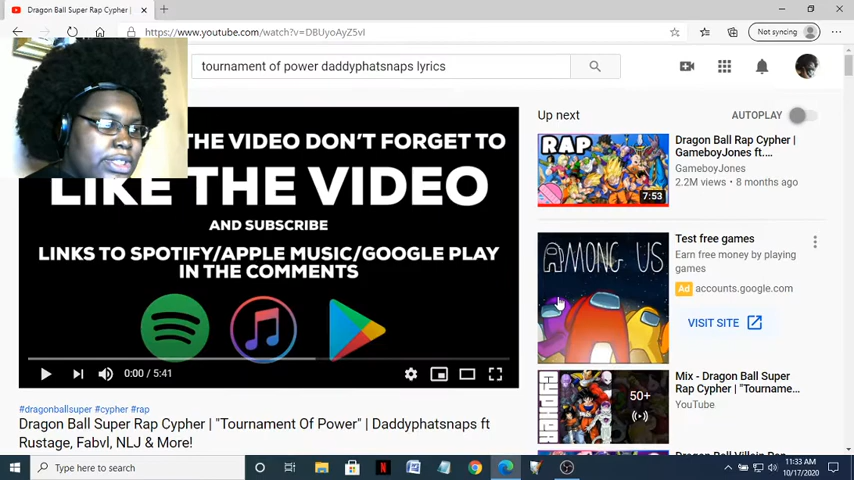 Dragon Ball Super Rap Cypher |
https://www.youtube.com/watch?v=DBUyoAyZ5vI
Not syncing
tournament of power daddyphatsnaps lyrics
THE VIDEO DON'T FORGET TO
LIKE THE VIDEO
AND SUBSCRIBE
LINKS TO SPOTIFY/APPLE MUSIC/GOOGLE PLAY
IN THE COMMENTS
0:00 / 5:41
#dragonballsuper #cypher #rap
Dragon Ball Super Rap Cypher | "Tournament Of Power" | Daddyphatsnaps ft
Rustage, Fabvl, NLJ & More!
Up next
AUTOPLAY
RAP
7:53
Dragon Ball Rap Cypher |
GameboyJones ft....
GameboyJones
2.2M views • 8 months ago
AMONG US
Test free games
Earn free money by playing
games
Ad accounts.google.com
VISIT SITE
CYPHER
50+
Mix - Dragon Ball Super
Rap Cypher | "Tourname...
YouTube
Type here to search
11:33 AM
10/17/2020